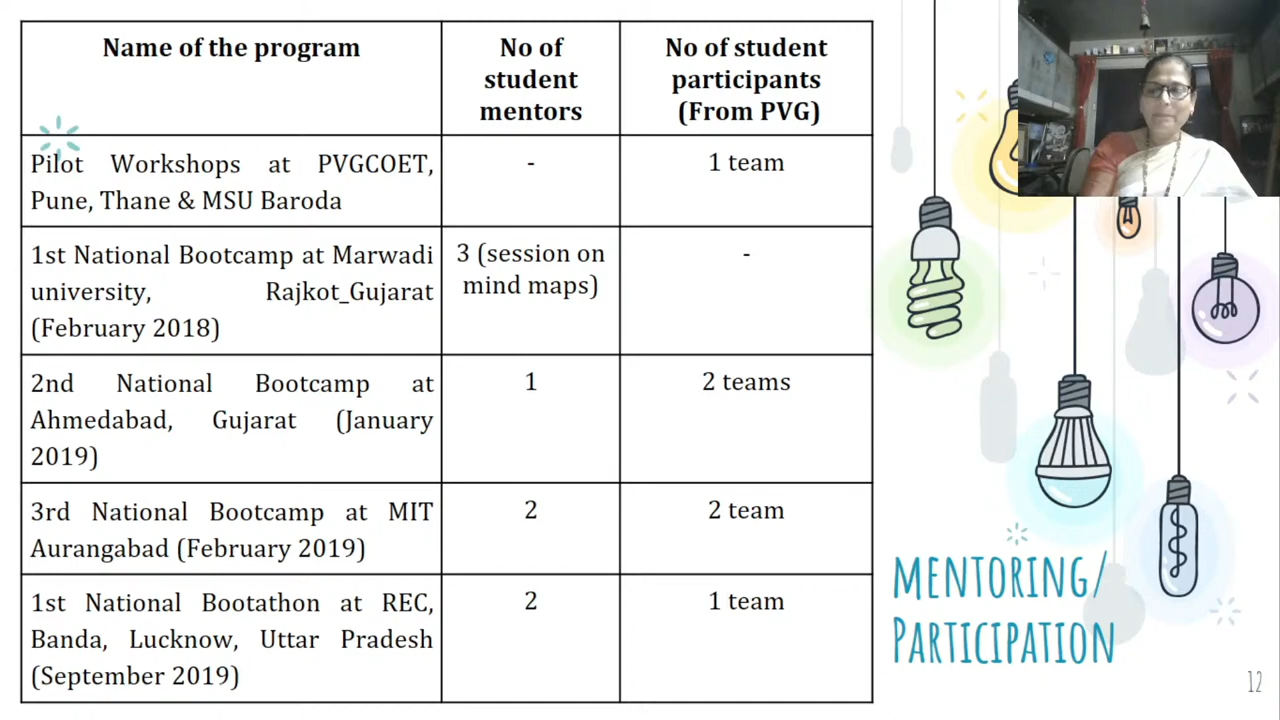 Name of the program
No of
student
mentors
No of student
participants
(From PVG)
Pilot Workshops at PVGCOET,
Pune, Thane & MSU Baroda
-
1 team
1st National Bootcamp at Marwadi
university, Rajkot_Gujarat
(February 2018)
3 (session on
mind maps)
-
2nd National Bootcamp at
Ahmedabad, Gujarat (January
2019)
1
2 teams
3rd National Bootcamp at MIT
Aurangabad (February 2019)
2
2 team
1st National Bootathon at REC,
Banda, Lucknow, Uttar Pradesh
(September 2019)
2
1 team
MENTORING/
PARTICIPATION
12